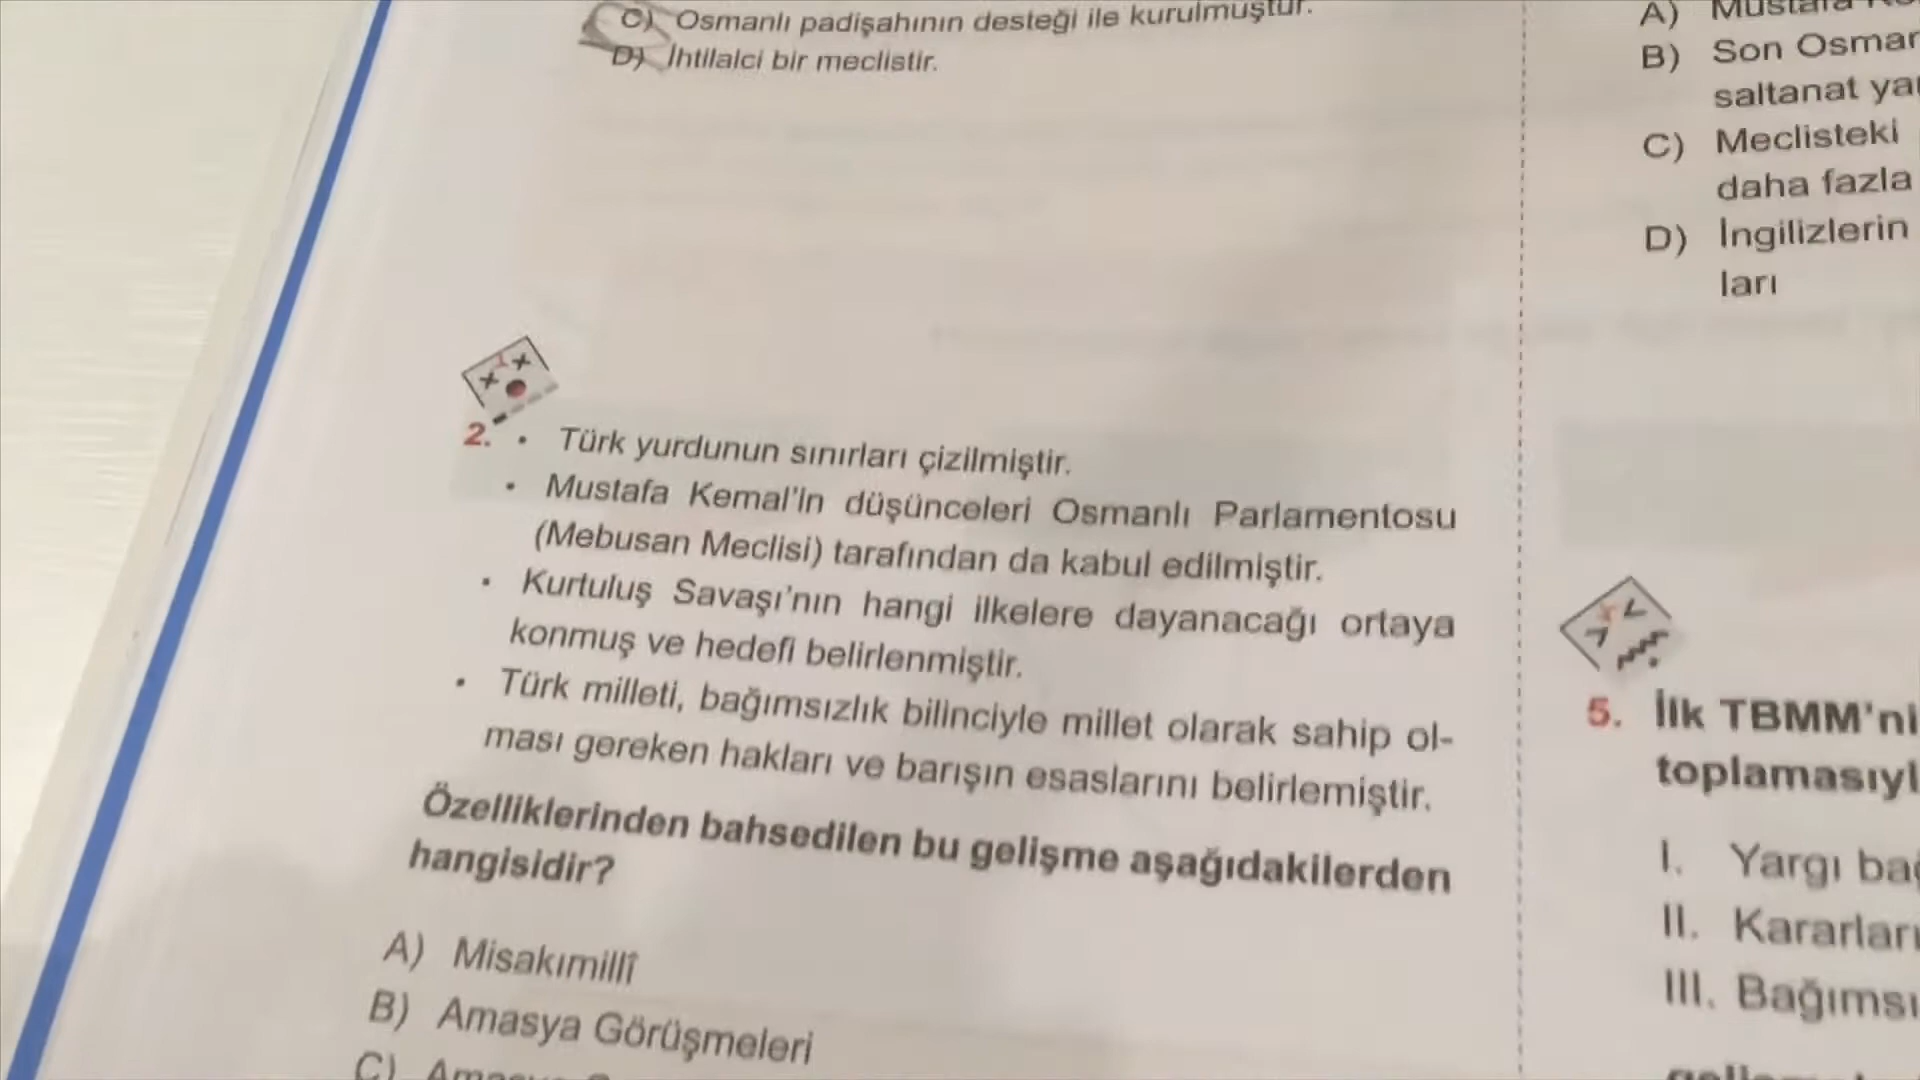 C) Osmanlı padişahının desteği ile kurulmuştur.
D) İhtilalci bir meclistir.
2. • Türk yurdunun sınırları çizilmiştir.
• Mustafa Kemal'in düşünceleri Osmanlı Parlamentosu
(Mebusan Meclisi) tarafından da kabul edilmiştir.
• Kurtuluş Savaşı'nın hangi ilkelere dayanacağı ortaya
konmuş ve hedefi belirlenmiştir.
• Türk milleti, bağımsızlık bilinciyle millet olarak sahip ol-
ması gereken hakları ve barışın esaslarını belirlemiştir.
Özelliklerinden bahsedilen bu gelişme aşağıdakilerden
hangisidir?
A) Misakımillî
B) Amasya Görüşmeleri
C)
A) Mustafa
B) Son Osman
saltanat ya
C) Meclisteki
daha fazla
D) İngilizlerin
ları
5. İlk TBMM'ni
toplamasıyl
I. Yargı ba
II. Kararları
III. Bağımsı